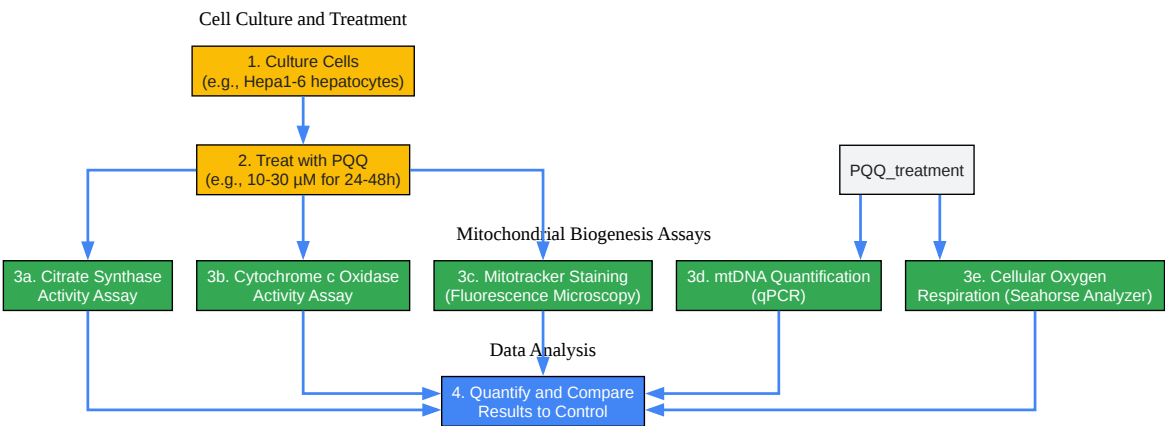 Cell Culture and Treatment
1. Culture Cells
(e.g., Hepa1-6 hepatocytes)
2. Treat with PQQ
(e.g., 10-30 µM for 24-48h)
PQQ_treatment
Mitochondrial Biogenesis Assays
3a. Citrate Synthase
Activity Assay
3b. Cytochrome c Oxidase
Activity Assay
3c. Mitotracker Staining
(Fluorescence Microscopy)
3d. mtDNA Quantification
(qPCR)
3e. Cellular Oxygen
Respiration (Seahorse Analyzer)
Data Analysis
4. Quantify and Compare
Results to Control